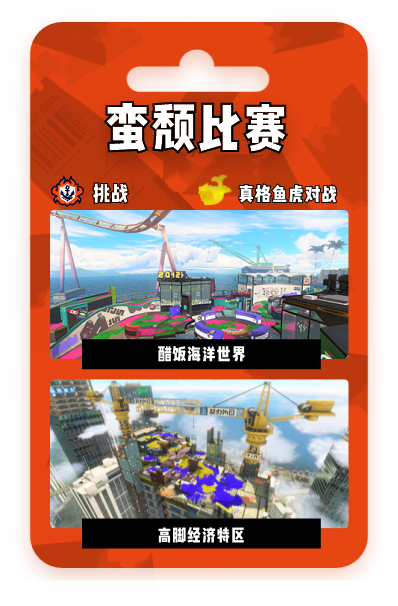 蛮颓比赛
挑战
真格鱼虎对战
醋饭海洋世界
高脚经济特区